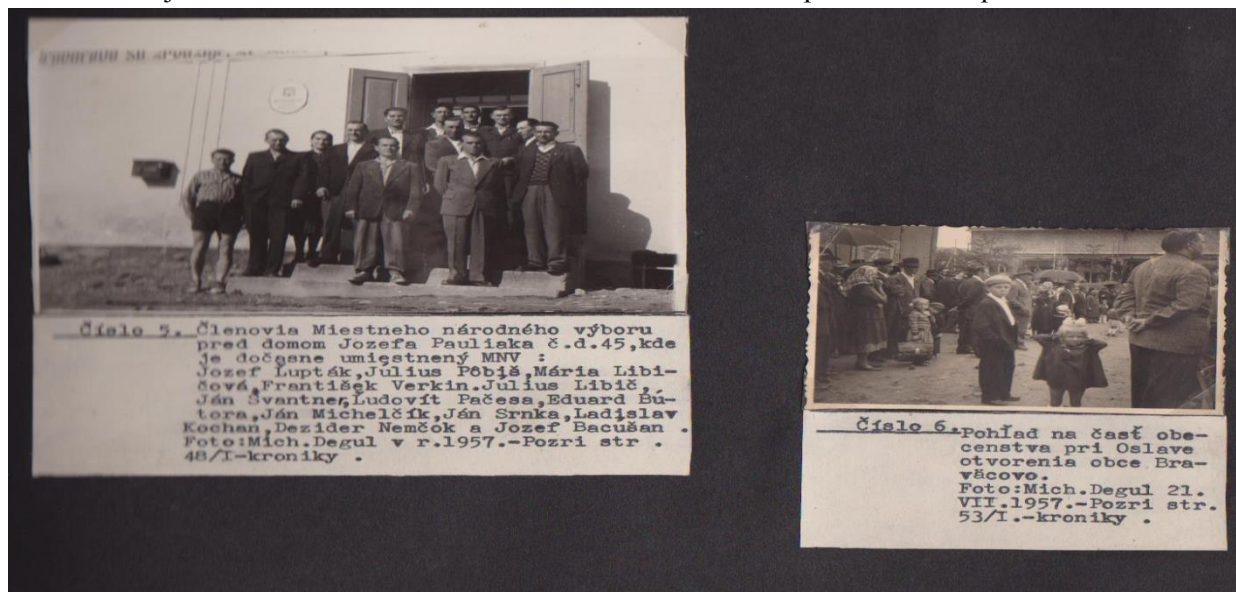 Číslo 5. Členovia Miestneho národného výboru
pred domom Jozefa Pauliaka č.d.45,kde
je dočasne umiestnený MNV :
Jozef Lupták,Julius Pôbiš,Mária Libi-
čová,František Verkin.Julius Libič,
Ján Švantner,Ludovít Pačesa,Eduard Bú-
tora,Ján Michelčík,Ján Srnka,Ladislav
Kochan,Dezider Nemčok a Jozef Bacúšan .
Foto:Mich.Degul v r.1957.-Pozri str .
48/I-kroniky .
Číslo 6. Pohľad na časť obe-
censtva pri Oslave
otvorenia obce Bra-
väcovo.
Foto:Mich.Degul 21.
VII.1957.-Pozri str.
53/I.-kroniky .